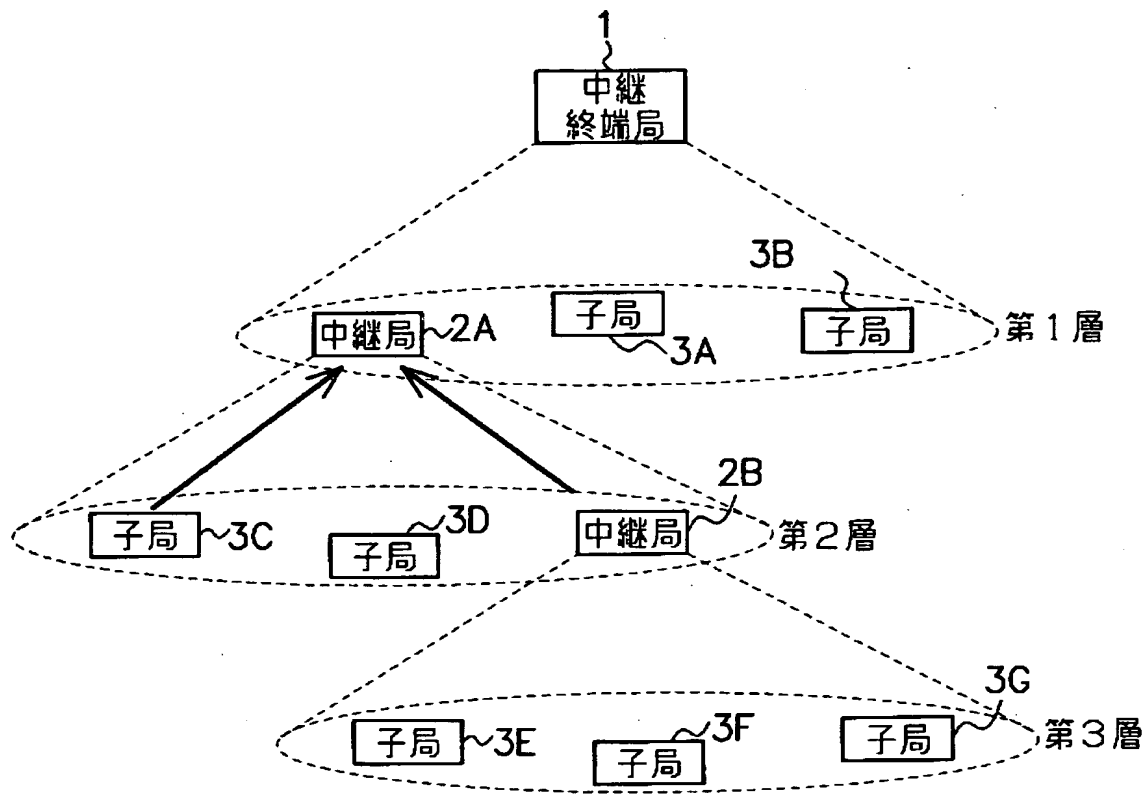 1
中継
終端局
3B
子局
中継局 2A
3A
子局
第1層
2B
子局 3C
3D
子局
中継局
第2層
3G
子局 3E
3F
子局
子局
第3層